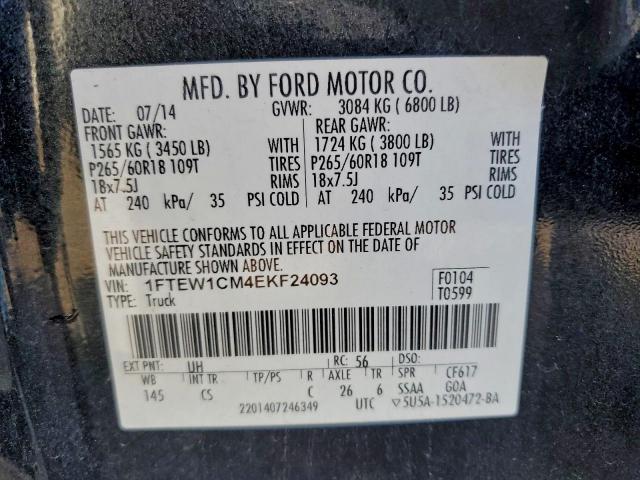 MFD. BY FORD MOTOR CO.
DATE: 07/14 GVWR: 3084 KG ( 6800 LB)
FRONT GAWR: REAR GAWR:
1565 KG ( 3450 LB) WITH 1724 KG ( 3800 LB) WITH
P265/60R18 109T TIRES P265/60R18 109T TIRES
18x7.5J RIMS 18x7.5J RIMS
AT 240 kPa/ 35 PSI COLD AT 240 kPa/ 35 PSI COLD
THIS VEHICLE CONFORMS TO ALL APPLICABLE FEDERAL MOTOR
VEHICLE SAFETY STANDARDS IN EFFECT ON THE DATE OF
MANUFACTURE SHOWN ABOVE.
VIN: 1FTEW1CM4EKF24093 F0104
TYPE: Truck T0599
EXT PNT: UH RC: 56 DSO:
WB INT TR TP/PS R AXLE TR SPR CF617
145 CS C 26 6 SSAA GOA
2201407246349 UTC ▽5U5A-1520472-BA